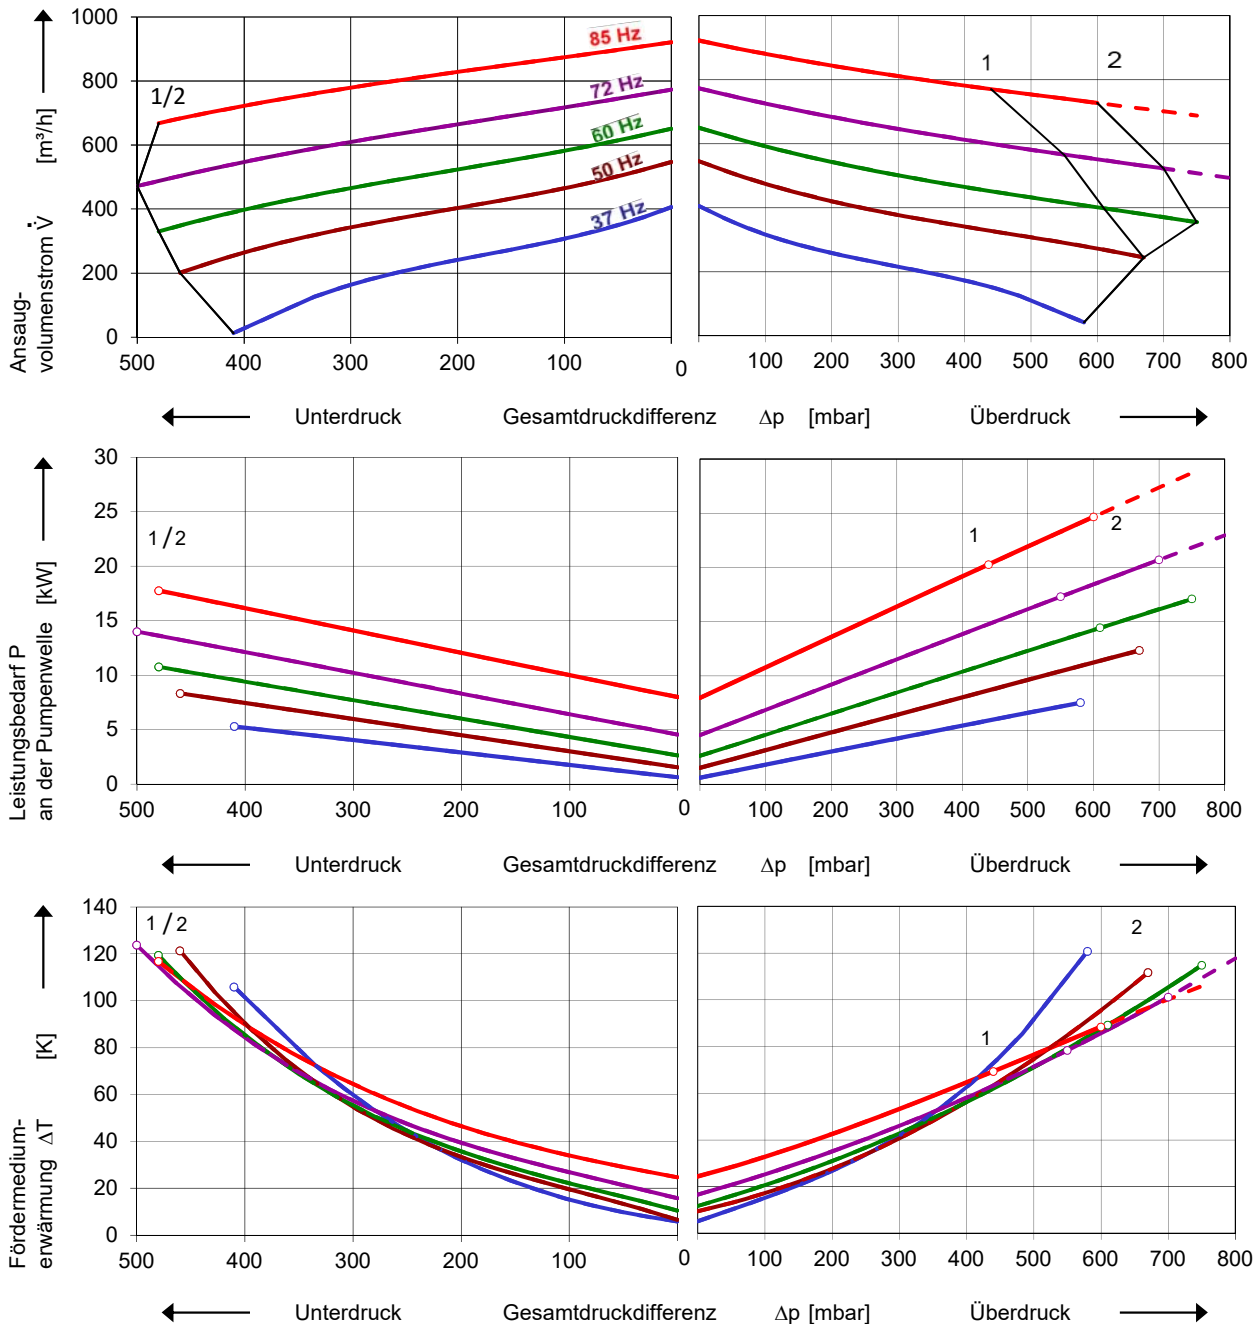 Ansaug-
volumenstrom V̇ [m³/h]
1000
800
600
400
200
0
1/2
85 Hz
72 Hz
60 Hz
50 Hz
37 Hz
1
2
500 400 300 200 100 0
100 200 300 400 500 600 700 800
Unterdruck Gesamtdruckdifferenz Δp [mbar] Überdruck
Leistungsbedarf P
an der Pumpenwelle [kW]
30
25
20
15
10
5
0
1/2
1
2
500 400 300 200 100 0
100 200 300 400 500 600 700 800
Unterdruck Gesamtdruckdifferenz Δp [mbar] Überdruck
Fördermedium-
erwärmung ΔT [K]
140
120
100
80
60
40
20
0
1/2
1
2
500 400 300 200 100 0
100 200 300 400 500 600 700 800
Unterdruck Gesamtdruckdifferenz Δp [mbar] Überdruck